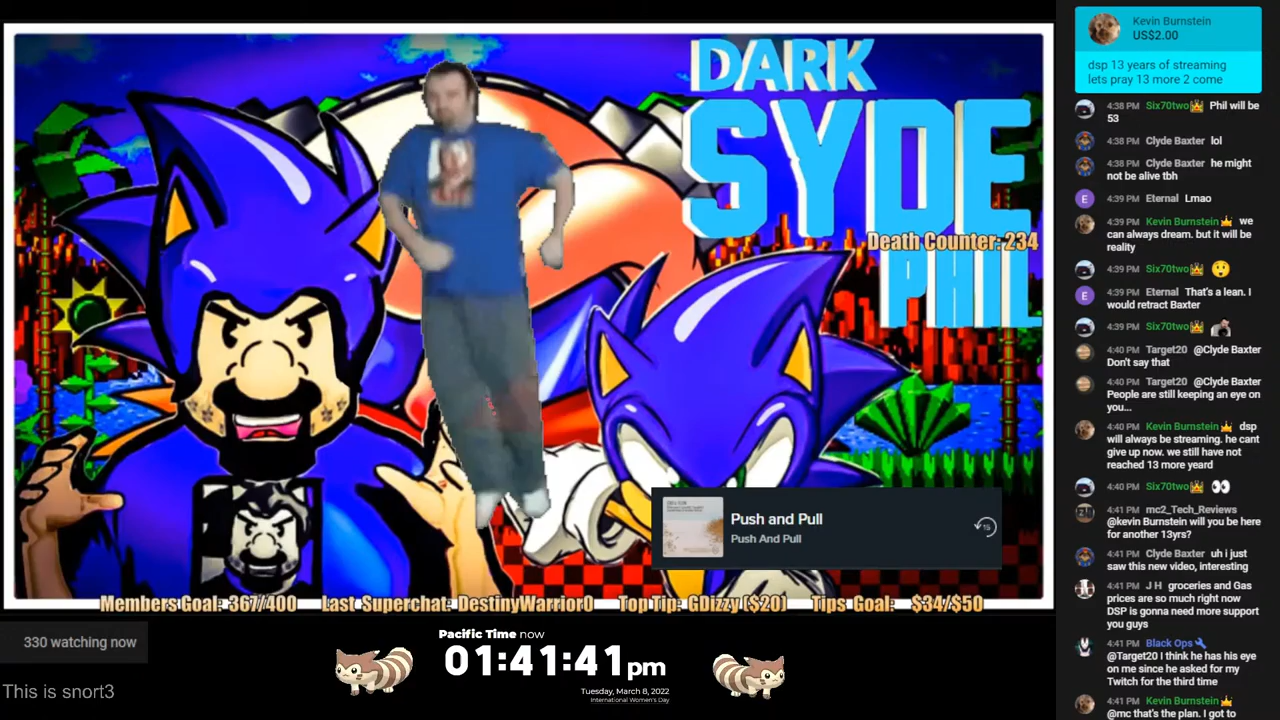 DARK
SYDE
PHIL
Death Counter: 234
Push and Pull
Push And Pull
15
Members Goal: 367/400 Last Superchat: DestinyWarrior0 Top Tip: GDizzy ($20) Tips Goal: $34/$50
330 watching now
This is snort3
Pacific Time now
01:41:41pm
Tuesday, March 8, 2022
International Women's Day
Kevin Burnstein
US$2.00
dsp 13 years of streaming
lets pray 13 more 2 come
4:38 PM Six70two Phil will be
53
4:38 PM Clyde Baxter lol
4:38 PM Clyde Baxter he might
not be alive tbh
E 4:39 PM Eternal Lmao
4:39 PM Kevin Burnstein we
can always dream. but it will be
reality
4:39 PM Six70two 😲
E 4:39 PM Eternal That's a lean. I
would retract Baxter
4:39 PM Six70two
4:40 PM Target20 @Clyde Baxter
Don't say that
4:40 PM Target20 @Clyde Baxter
People are still keeping an eye on
you...
4:40 PM Kevin Burnstein dsp
will always be streaming. he cant
give up now. we still have not
reached 13 more yeard
4:40 PM Six70two 👀
4:41 PM mc2_Tech_Reviews
@kevin Burnstein will you be here
for another 13yrs?
4:41 PM Clyde Baxter uh i just
saw this new video, interesting
4:41 PM J H groceries and Gas
prices are so much right now
DSP is gonna need more support
you guys
4:41 PM Black Ops
@Target20 I think he has his eye
on me since he asked for my
Twitch for the third time
4:41 PM Kevin Burnstein
@mc that's the plan. I got to